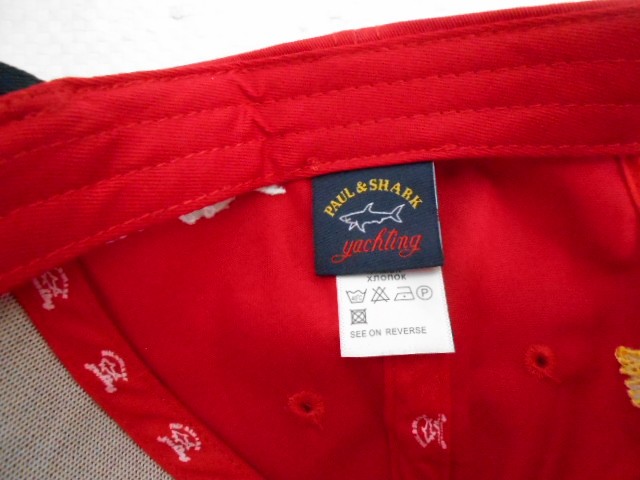 PAUL & SHARK
yachting
хлопок
P
SEE ON REVERSE